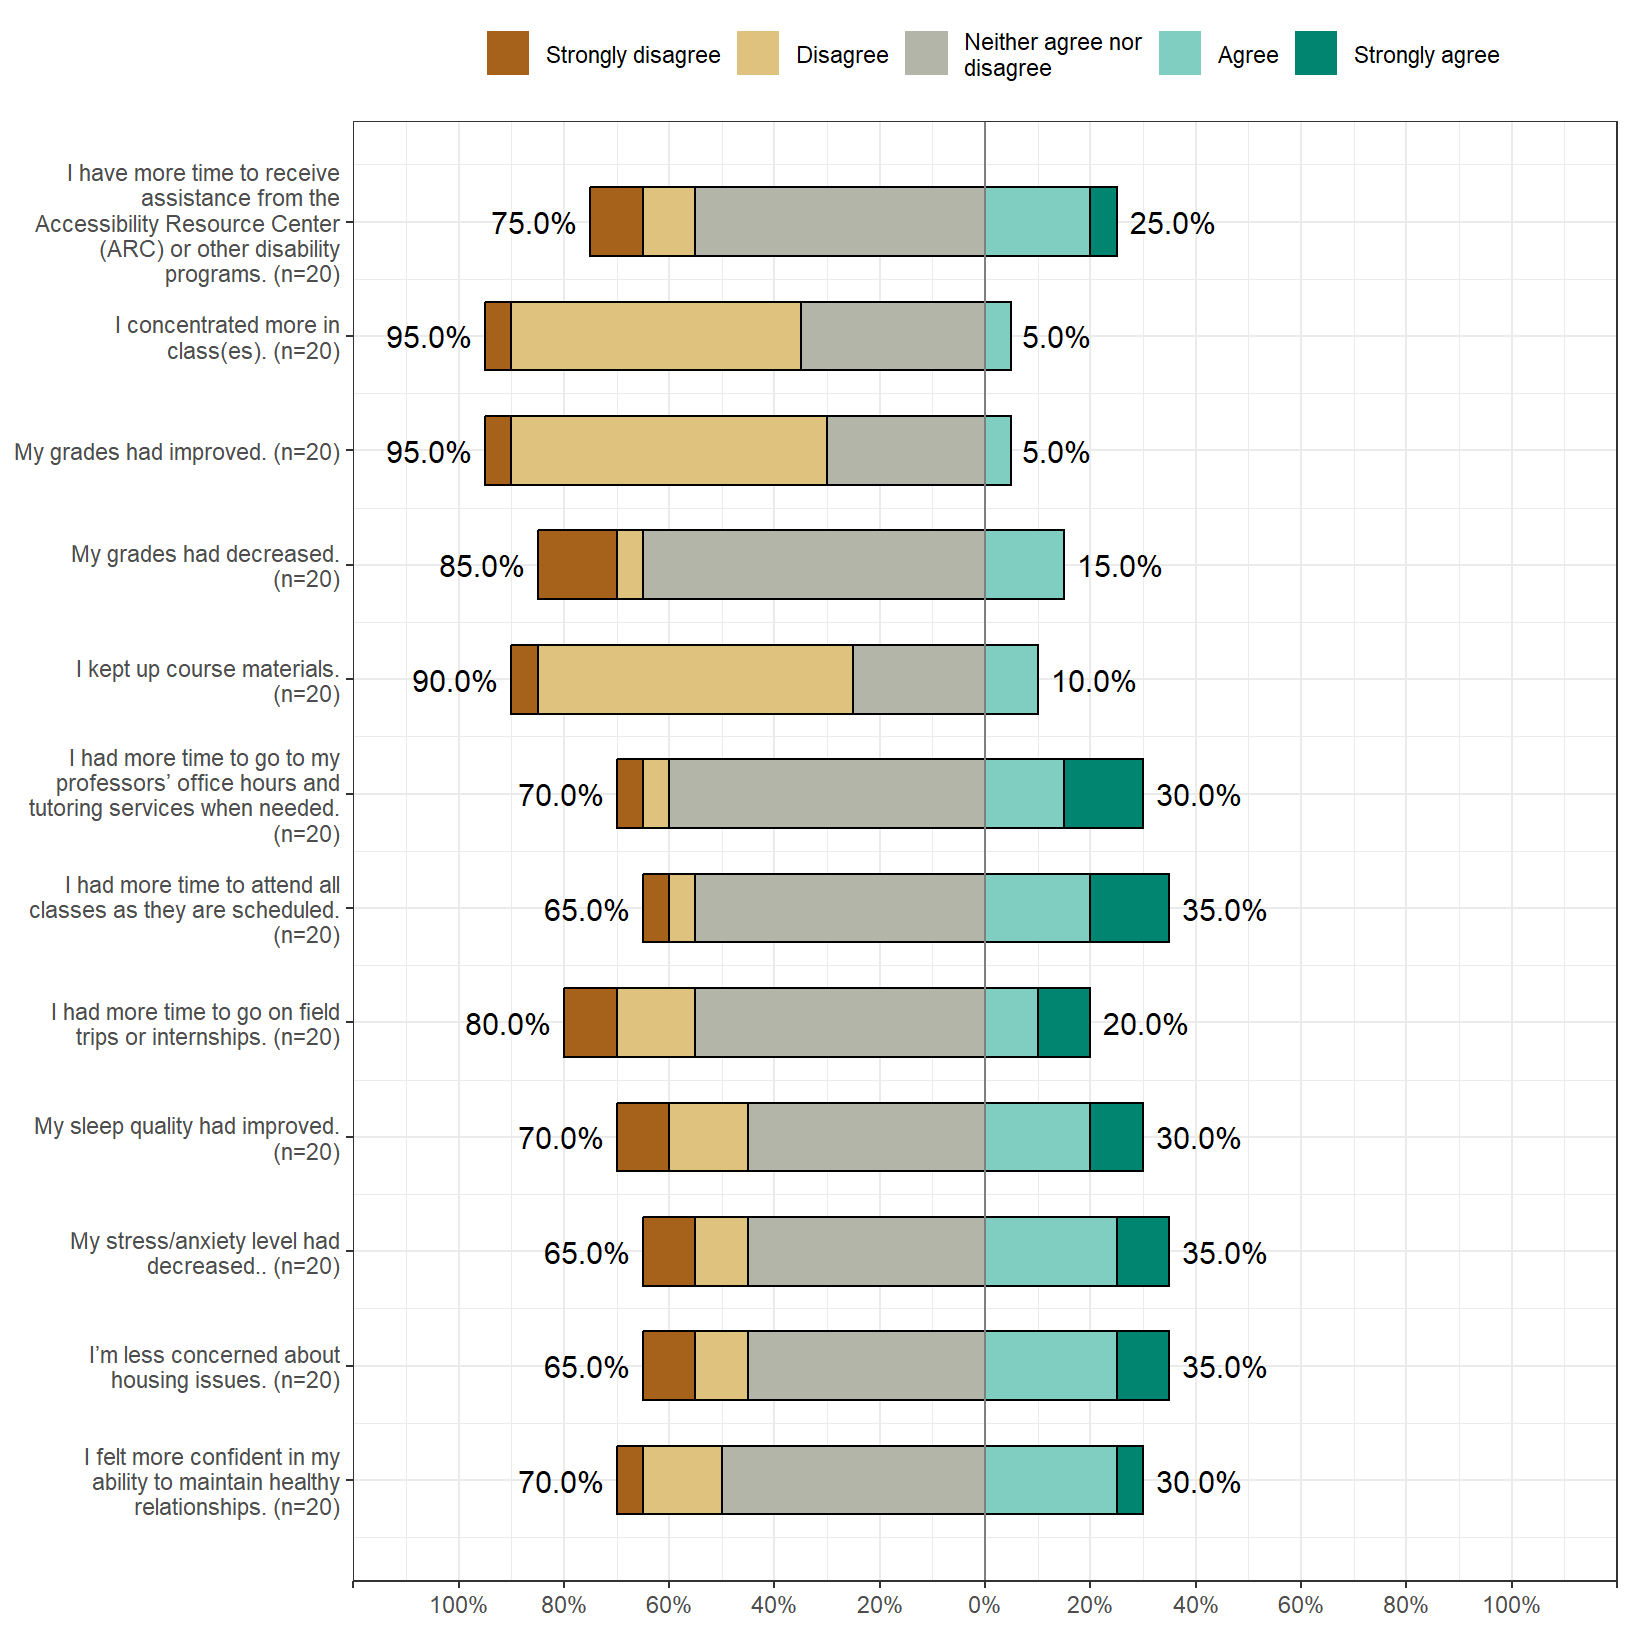 Strongly disagree
Disagree
Neither agree nor
disagree
Agree
Strongly agree
I have more time to receive
assistance from the
Accessibility Resource Center
(ARC) or other disability
programs. (n=20)
75.0%
25.0%
I concentrated more in
class(es). (n=20)
95.0%
5.0%
My grades had improved. (n=20)
95.0%
5.0%
My grades had decreased.
(n=20)
85.0%
15.0%
I kept up course materials.
(n=20)
90.0%
10.0%
I had more time to go to my
professors’ office hours and
tutoring services when needed.
(n=20)
70.0%
30.0%
I had more time to attend all
classes as they are scheduled.
(n=20)
65.0%
35.0%
I had more time to go on field
trips or internships. (n=20)
80.0%
20.0%
My sleep quality had improved.
(n=20)
70.0%
30.0%
My stress/anxiety level had
decreased.. (n=20)
65.0%
35.0%
I’m less concerned about
housing issues. (n=20)
65.0%
35.0%
I felt more confident in my
ability to maintain healthy
relationships. (n=20)
70.0%
30.0%
100% 80% 60% 40% 20% 0% 20% 40% 60% 80% 100%